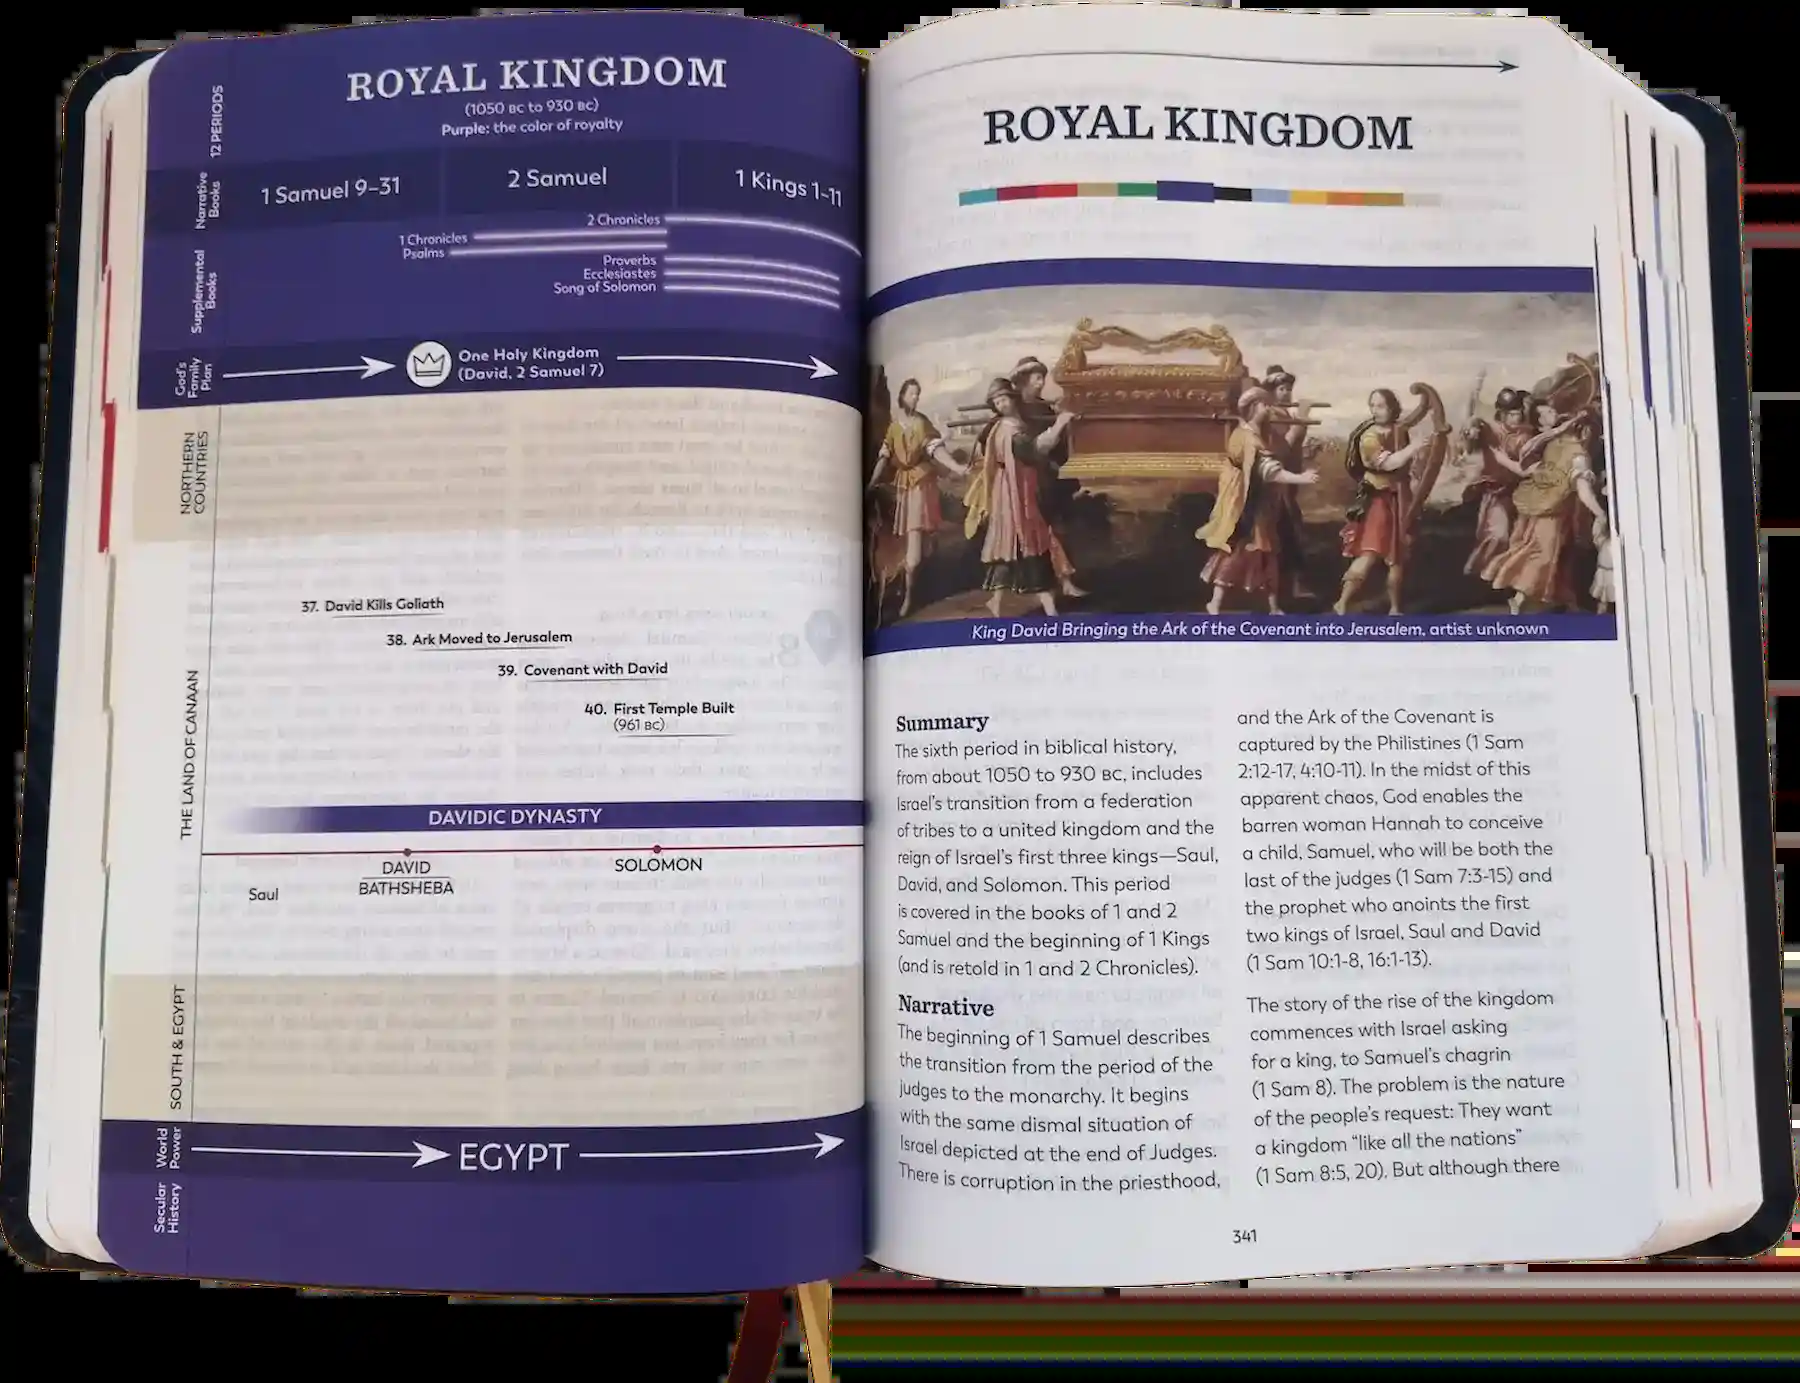 12 PERIODS
ROYAL KINGDOM
(1050 BC to 930 BC)
Purple: the color of royalty
Narrative
Books
1 Samuel 9–31
2 Samuel
1 Kings 1–11
Supplemental
Books
2 Chronicles
1 Chronicles
Psalms
Proverbs
Ecclesiastes
Song of Solomon
God's
Family
Plan
One Holy Kingdom
(David, 2 Samuel 7)
NORTHERN
COUNTRIES
THE LAND OF CANAAN
37. David Kills Goliath
38. Ark Moved to Jerusalem
39. Covenant with David
40. First Temple Built
(961 BC)
DAVIDIC DYNASTY
DAVID
BATHSHEBA
SOLOMON
Saul
SOUTH & EGYPT
World
Power
EGYPT
Secular
History
ROYAL KINGDOM
King David Bringing the Ark of the Covenant into Jerusalem, artist unknown
Summary
The sixth period in biblical history,
from about 1050 to 930 BC, includes
Israel's transition from a federation
of tribes to a united kingdom and the
reign of Israel's first three kings—Saul,
David, and Solomon. This period
is covered in the books of 1 and 2
Samuel and the beginning of 1 Kings
(and is retold in 1 and 2 Chronicles).
Narrative
The beginning of 1 Samuel describes
the transition from the period of the
judges to the monarchy. It begins
with the same dismal situation of
Israel depicted at the end of Judges.
There is corruption in the priesthood,
and the Ark of the Covenant is
captured by the Philistines (1 Sam
2:12-17, 4:10-11). In the midst of this
apparent chaos, God enables the
barren woman Hannah to conceive
a child, Samuel, who will be both the
last of the judges (1 Sam 7:3-15) and
the prophet who anoints the first
two kings of Israel, Saul and David
(1 Sam 10:1-8, 16:1-13).
The story of the rise of the kingdom
commences with Israel asking
for a king, to Samuel's chagrin
(1 Sam 8). The problem is the nature
of the people's request: They want
a kingdom "like all the nations"
(1 Sam 8:5, 20). But although there
341